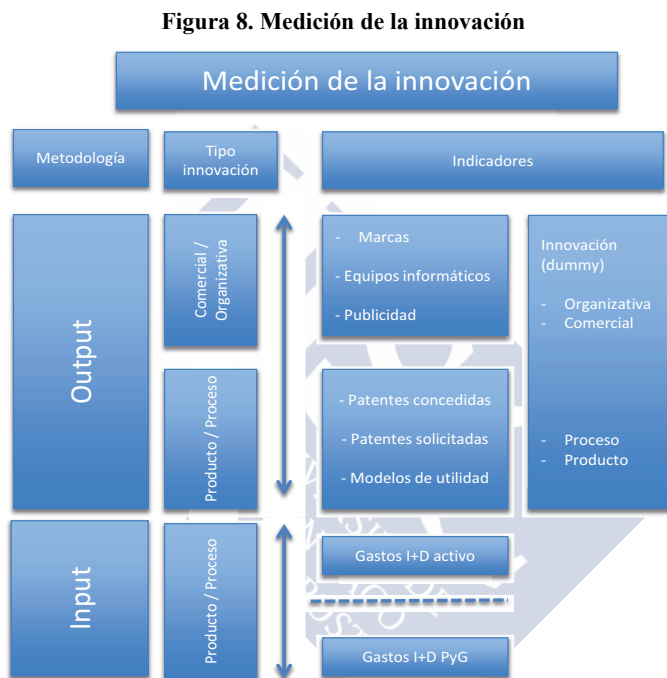 Figura 8. Medición de la innovación
Medición de la innovación
Metodología
Tipo
innovación
Indicadores
Output
Comercial /
Organizativa
- Marcas
- Equipos informáticos
- Publicidad
Innovación
(dummy)
- Organizativa
- Comercial
- Proceso
- Producto
Producto / Proceso
- Patentes concedidas
- Patentes solicitadas
- Modelos de utilidad
Input
Producto / Proceso
Gastos I+D activo
Gastos I+D PyG